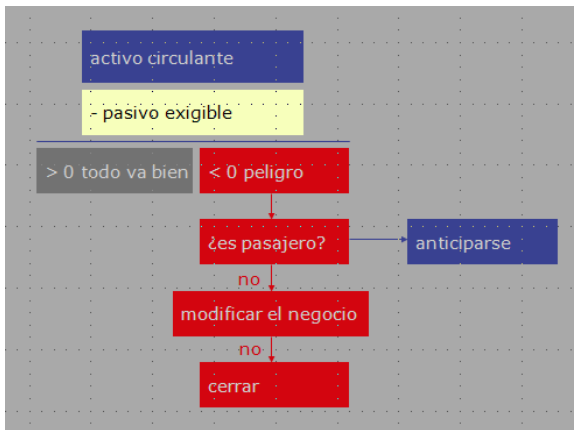 activo circulante
- pasivo exigible
> 0 todo va bien
< 0 peligro
¿es pasajero?
anticiparse
no
modificar el negocio
no
cerrar